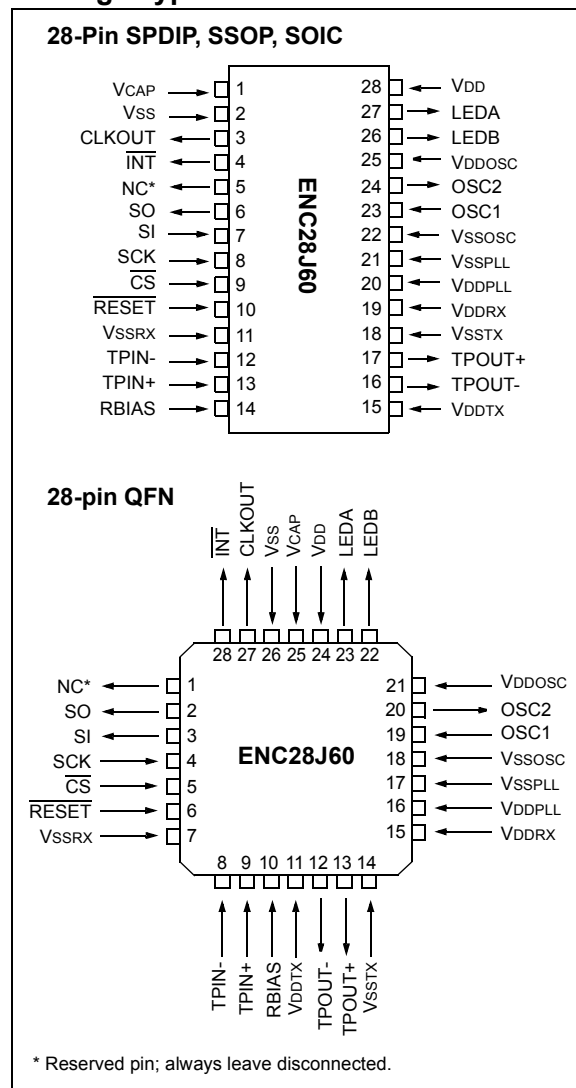 28-Pin SPDIP, SSOP, SOIC
VCAP 1 28 VDD
VSS 2 27 LEDA
CLKOUT 3 26 LEDB
INT 4 25 VDDOSC
NC* 5 24 OSC2
SO 6 23 OSC1
SI 7 22 VSSOSC
SCK 8 21 VSSPLL
CS 9 20 VDDPLL
RESET 10 19 VDDRX
VSSRX 11 18 VSSTX
TPIN- 12 17 TPOUT+
TPIN+ 13 16 TPOUT-
RBIAS 14 15 VDDTX
ENC28J60
28-pin QFN
INT CLKOUT VSS VCAP VDD LEDA LEDB
28 27 26 25 24 23 22
NC* 1 21 VDDOSC
SO 2 20 OSC2
SI 3 19 OSC1
SCK 4 18 VSSOSC
CS 5 17 VSSPLL
RESET 6 16 VDDPLL
VSSRX 7 15 VDDRX
ENC28J60
8 9 10 11 12 13 14
TPIN- TPIN+ RBIAS VDDTX TPOUT- TPOUT+ VSSTX
* Reserved pin; always leave disconnected.